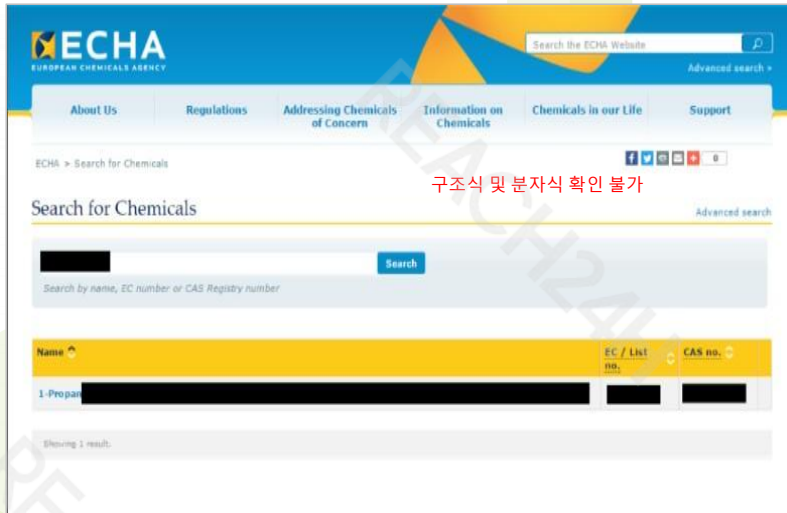 ECHA
EUROPEAN CHEMICALS AGENCY
Search the ECHA Website
Advanced search »
About Us
Regulations
Addressing Chemicals
of Concern
Information on
Chemicals
Chemicals in our Life
Support
ECHA > Search for Chemicals
0
구조식 및 분자식 확인 불가
Search for Chemicals
Advanced search
Search
Search by name, EC number or CAS Registry number
Name
EC / List
no.
CAS no.
1-Propan
Showing 1 result.
REACH24H